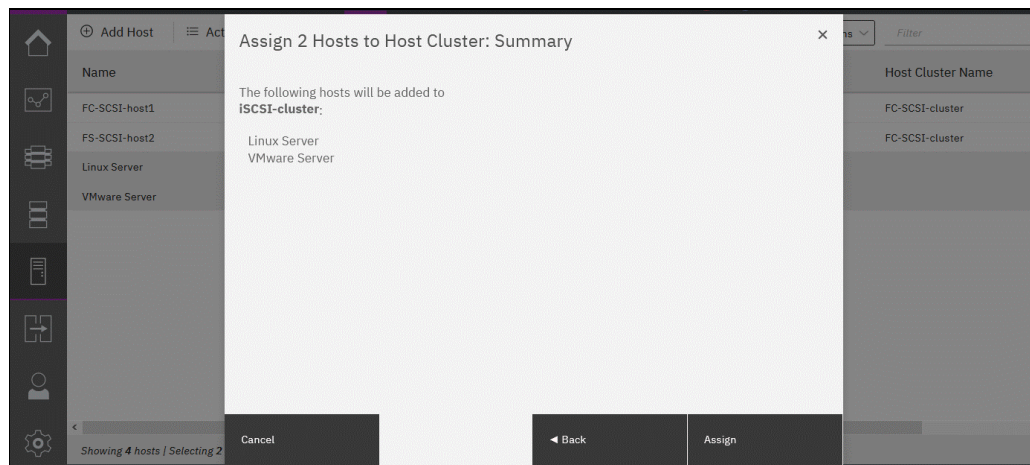 Add Host
Act
Assign 2 Hosts to Host Cluster: Summary
ns
Filter
Name
Host Cluster Name
The following hosts will be added to
iSCSI-cluster:
FC-SCSI-host1
FC-SCSI-cluster
FS-SCSI-host2
FC-SCSI-cluster
Linux Server
VMware Server
Linux Server
VMware Server
Cancel
Back
Assign
Showing 4 hosts | Selecting 2